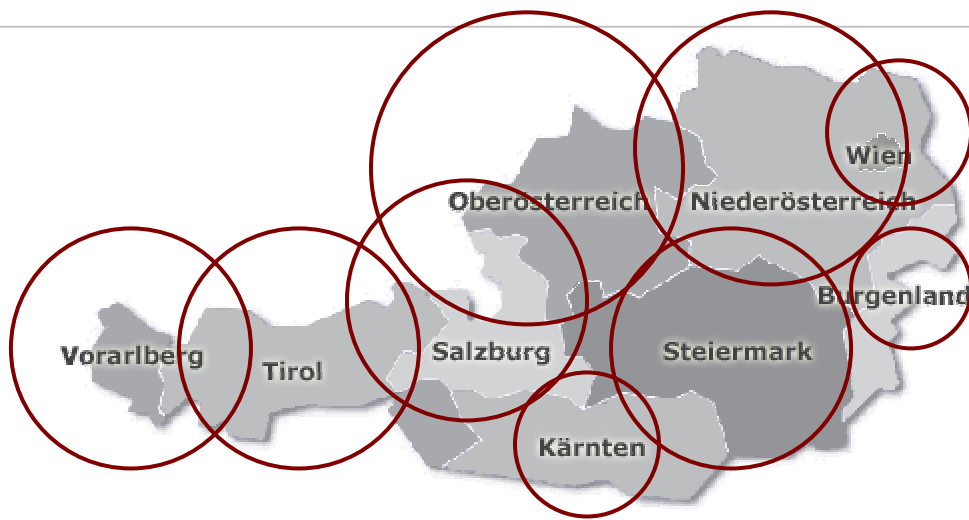 Wien
Oberösterreich
Niederösterreich
Burgenland
Vorarlberg
Salzburg
Steiermark
Tirol
Kärnten